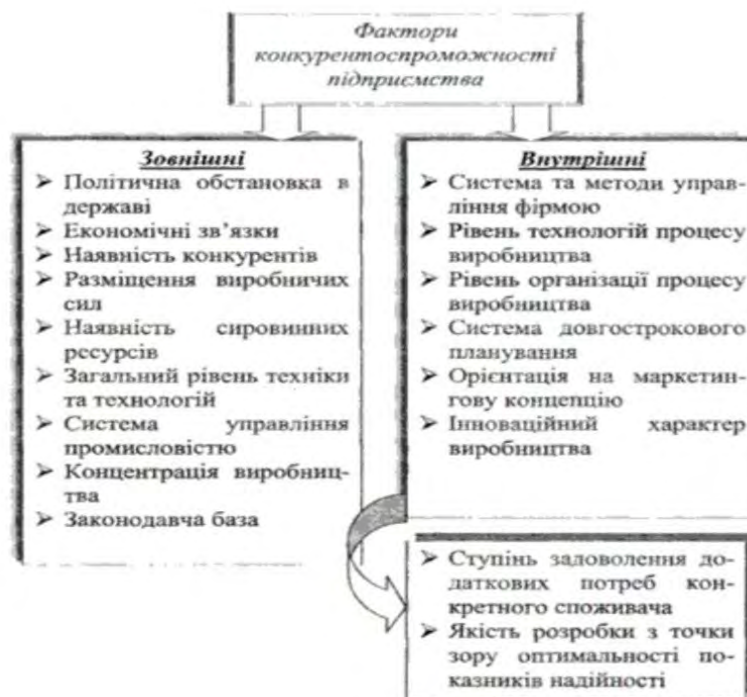 Фактори
конкурентоспроможності
підприємства
Зовнішні
➤ Політична обстановка в
державі
➤ Економічні зв’язки
➤ Наявність конкурентів
➤ Разміщення виробничих
сил
➤ Наявність сировинних
ресурсів
➤ Загальний рівень техніки
та технологій
➤ Система управління
промисловістю
➤ Концентрація виробниц-
тва
➤ Законодавча база
Внутрішні
➤ Система та методи управ-
ління фірмою
➤ Рівень технологій процесу
виробництва
➤ Рівень організації процесу
виробництва
➤ Система довгострокового
планування
➤ Орієнтація на маркетин-
гову концепцію
➤ Інноваційний характер
виробництва
➤ Ступінь заловолення до-
даткових потреб кон-
кретного споживача
➤ Якість розробки з точки
зору оптимальності по-
казників надійності